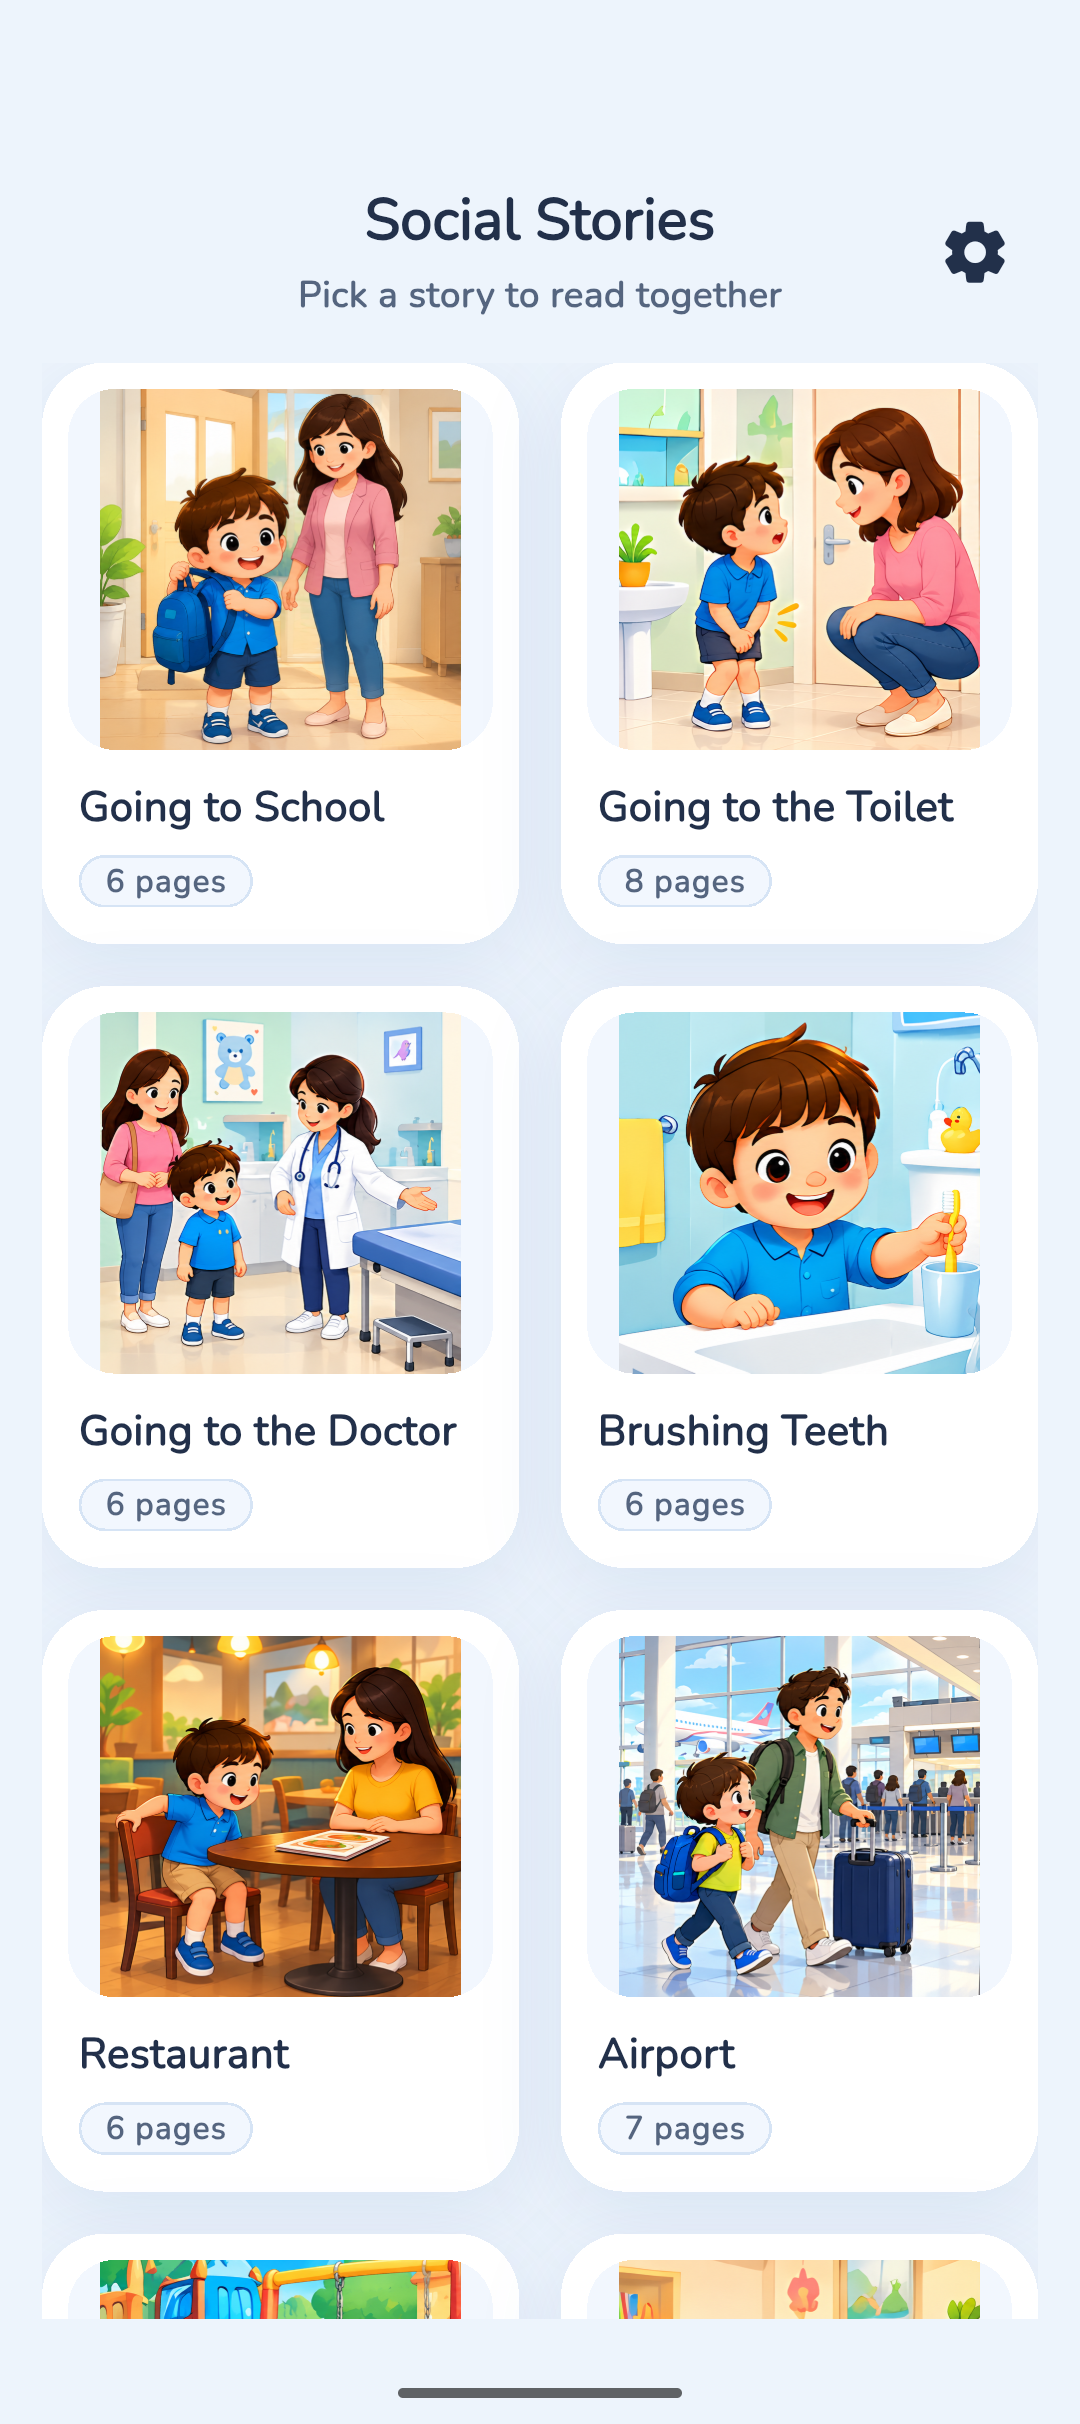 Social Stories
Pick a story to read together
Going to School
6 pages
Going to the Toilet
8 pages
Going to the Doctor
6 pages
Brushing Teeth
6 pages
Restaurant
6 pages
Airport
7 pages